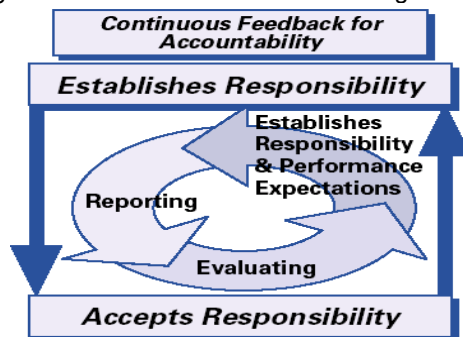 Continuous Feedback for
Accountability
Establishes Responsibility
Establishes
Responsibility
& Performance
Expectations
Reporting
Evaluating
Accepts Responsibility